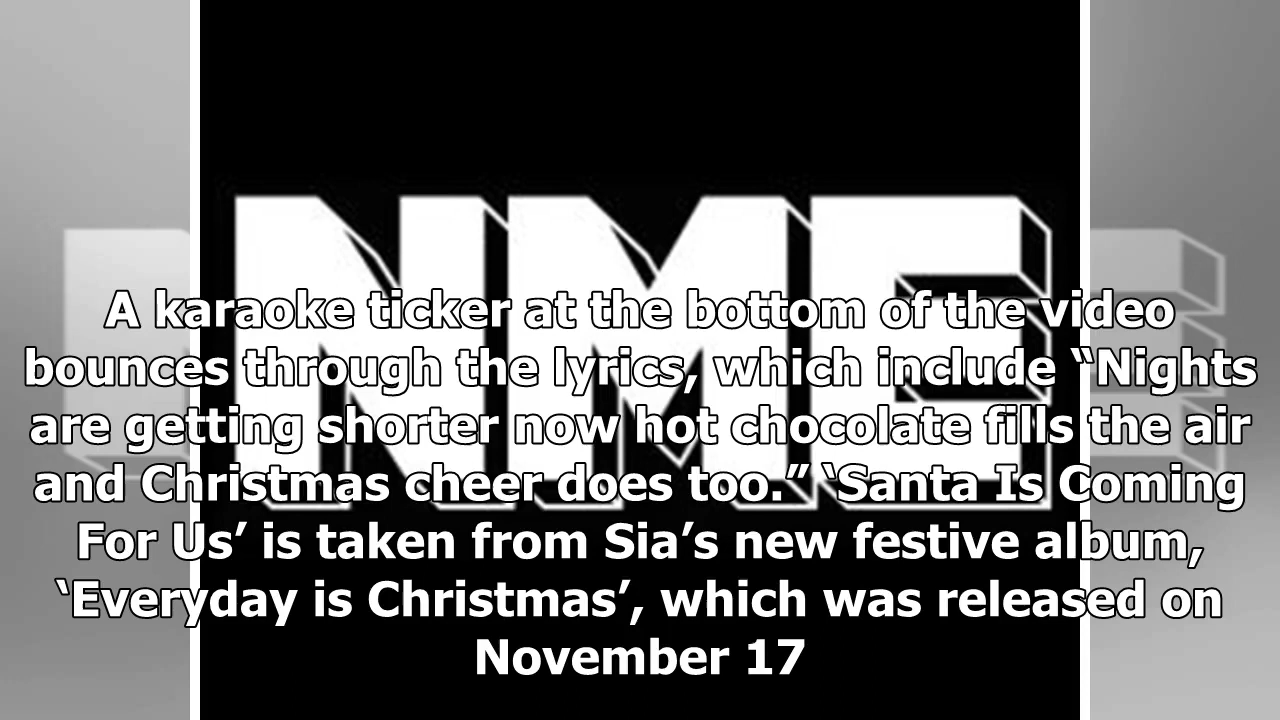 NME
A karaoke ticker at the bottom of the video
bounces through the lyrics, which include “Nights
are getting shorter now hot chocolate fills the air
and Christmas cheer does too.” ‘Santa Is Coming
For Us’ is taken from Sia’s new festive album,
‘Everyday is Christmas’, which was released on
November 17